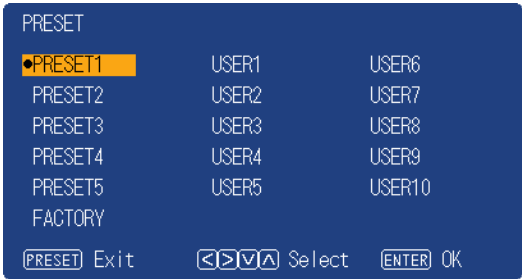 PRESET
●PRESET1 USER1 USER6
PRESET2 USER2 USER7
PRESET3 USER3 USER8
PRESET4 USER4 USER9
PRESET5 USER5 USER10
FACTORY
PRESET Exit <>∨∧ Select ENTER OK